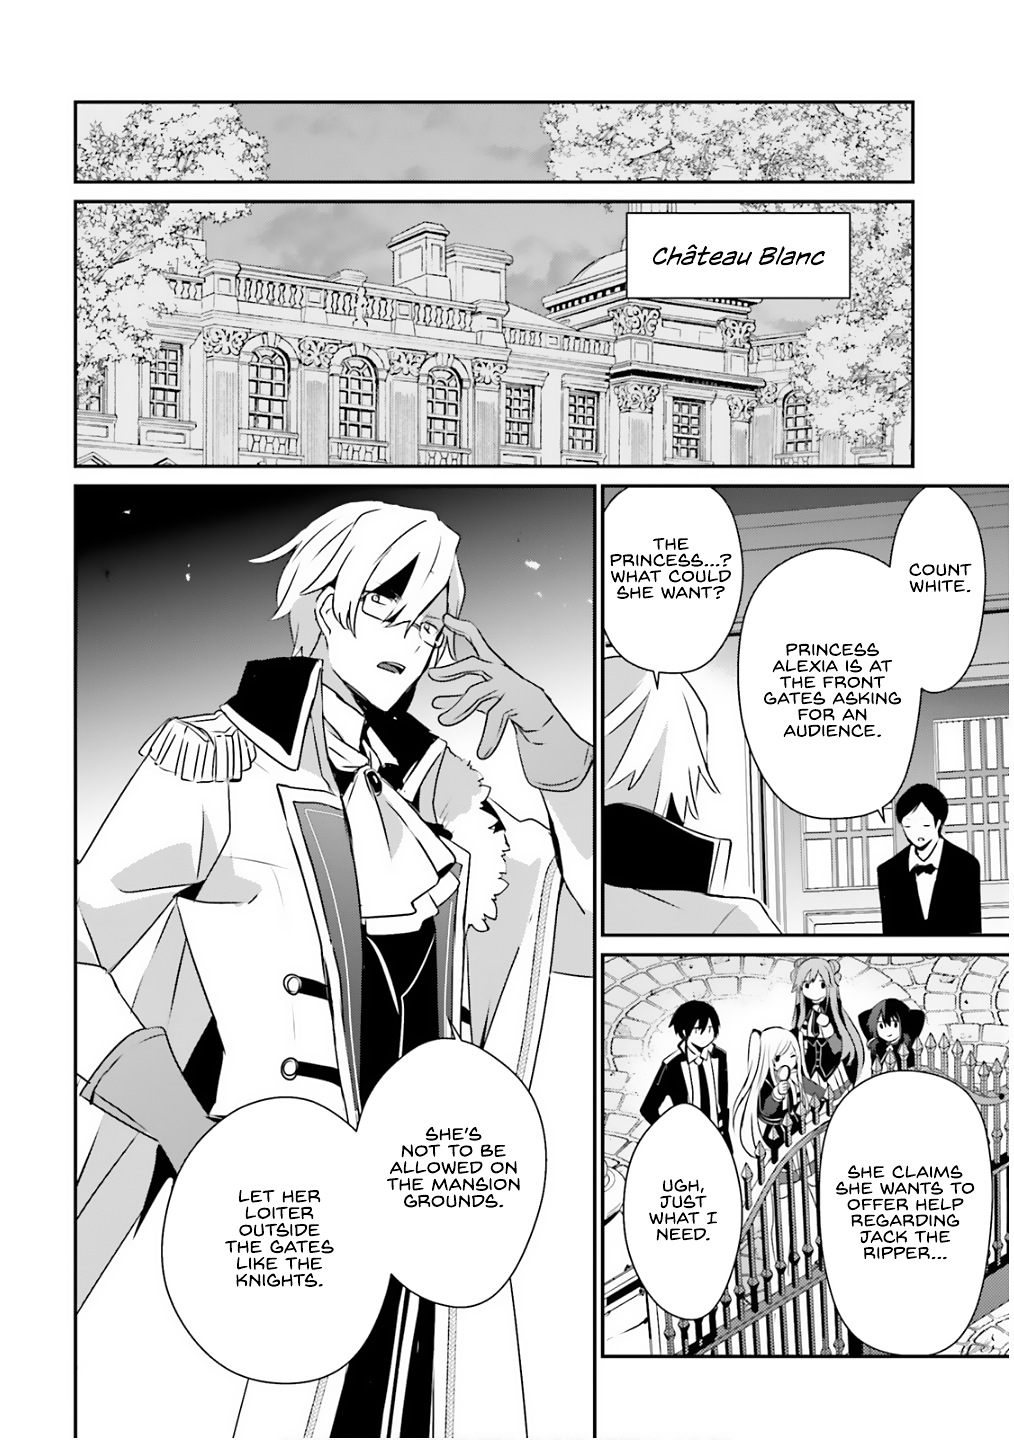 Château Blanc
COUNT
WHITE.
PRINCESS
ALEXIA IS AT
THE FRONT
GATES ASKING
FOR AN
AUDIENCE.
THE
PRINCESS...?
WHAT COULD
SHE WANT?
SHE CLAIMS
SHE WANTS TO
OFFER HELP
REGARDING
JACK THE
RIPPER...
UGH,
JUST
WHAT I
NEED.
SHE'S
NOT TO BE
ALLOWED ON
THE MANSION
GROUNDS.
LET HER
LOITER
OUTSIDE
THE GATES
LIKE THE
KNIGHTS.